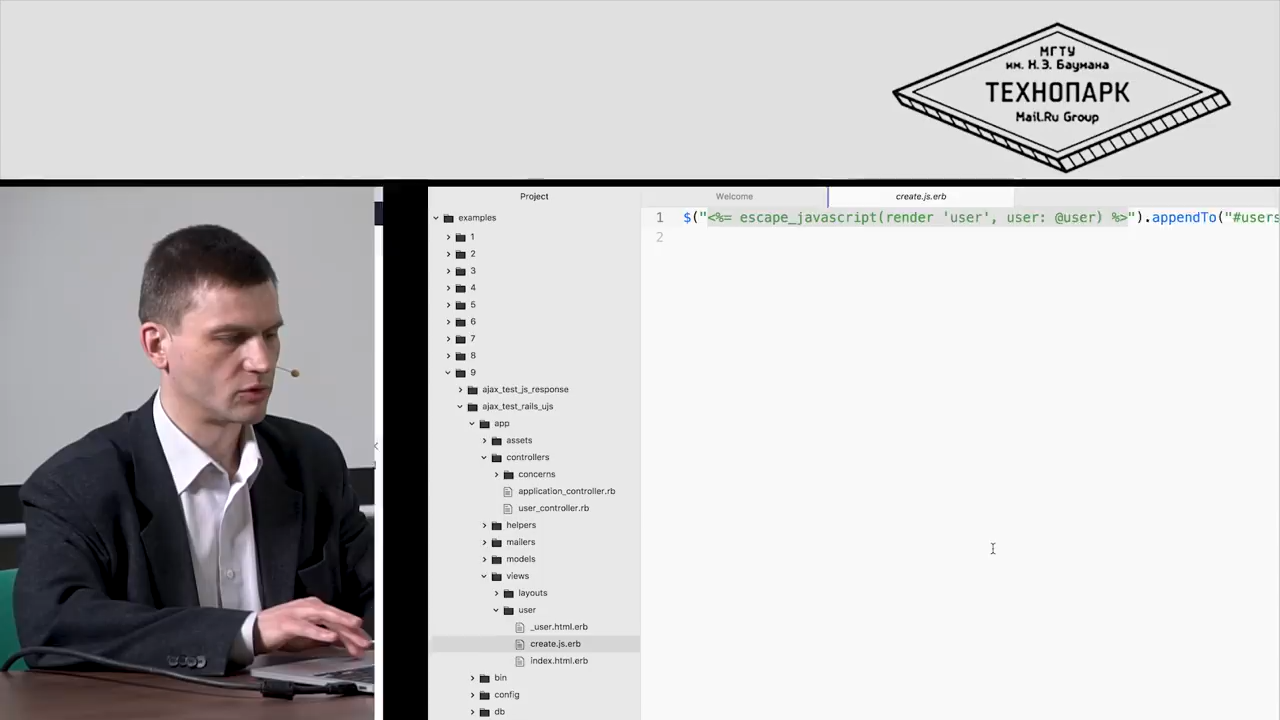 МГТУ
им. Н.Э. Баумана
ТЕХНОПАРК
Mail.Ru Group
Project
Welcome
create.js.erb
examples
1
2
3
4
5
6
7
8
9
ajax_test_js_response
ajax_test_rails_ujs
app
assets
controllers
concerns
application_controller.rb
user_controller.rb
helpers
mailers
models
views
layouts
user
_user.html.erb
create.js.erb
index.html.erb
bin
config
db
1 $("<%= escape_javascript(render 'user', user: @user) %>").appendTo("#users
2